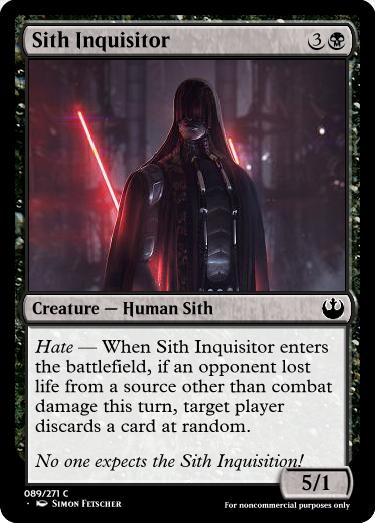 Sith Inquisitor 3
Creature — Human Sith
Hate — When Sith Inquisitor enters
the battlefield, if an opponent lost
life from a source other than combat
damage this turn, target player
discards a card at random.
No one expects the Sith Inquisition!
5/1
089/271 C
· Simon Fetscher
For noncommercial purposes only